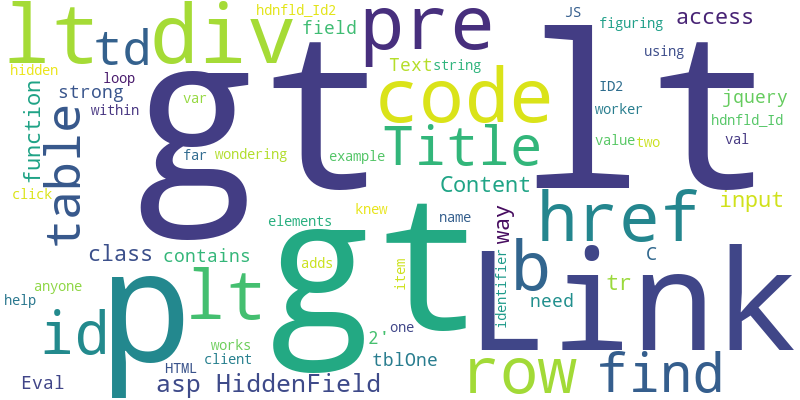 hdnfld_Id2
JS
figuring
access
lt
td
div
field
pre
using
hidden
loop
Text
string
gt
lt
strong
within
var
code
ID2
jquery
function
table
worker
hdnfld_Id
far
wondering
example
Title
value
two
val
click
Content
href
input
knew
name
way
elements
class
contains
gt
C
p
lt
adds
item
identifier
b
Link
tr
anyone
help
need
id
one
works
2'
client
tblOne
HTML
row
find
Eval
asp
HiddenField